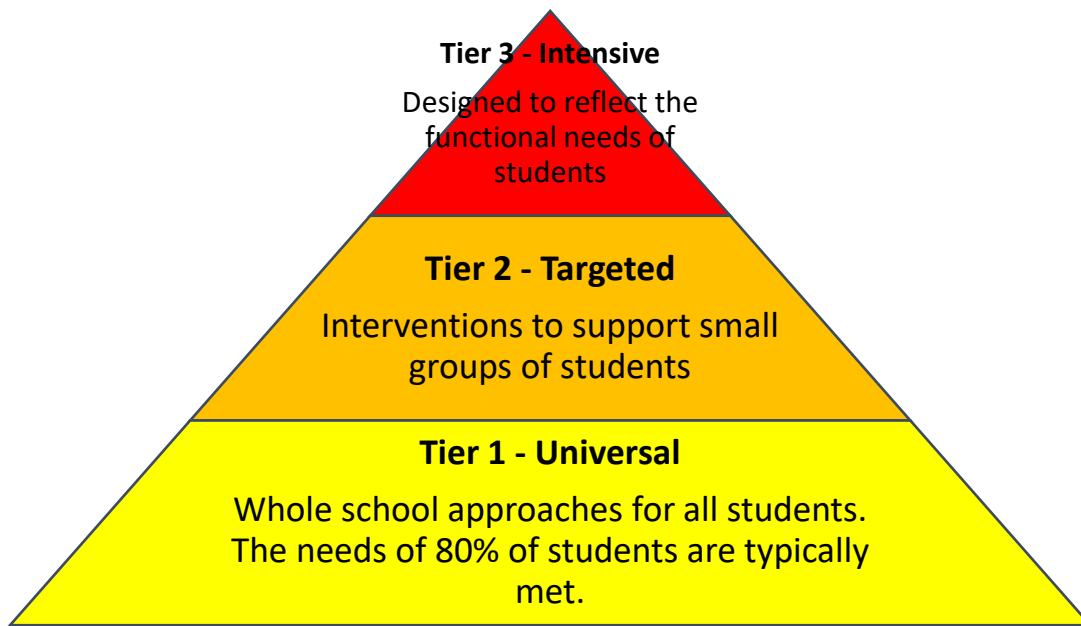 Tier 3 - Intensive
Designed to reflect the
functional needs of
students
Tier 2 - Targeted
Interventions to support small
groups of students
Tier 1 - Universal
Whole school approaches for all students.
The needs of 80% of students are typically
met.